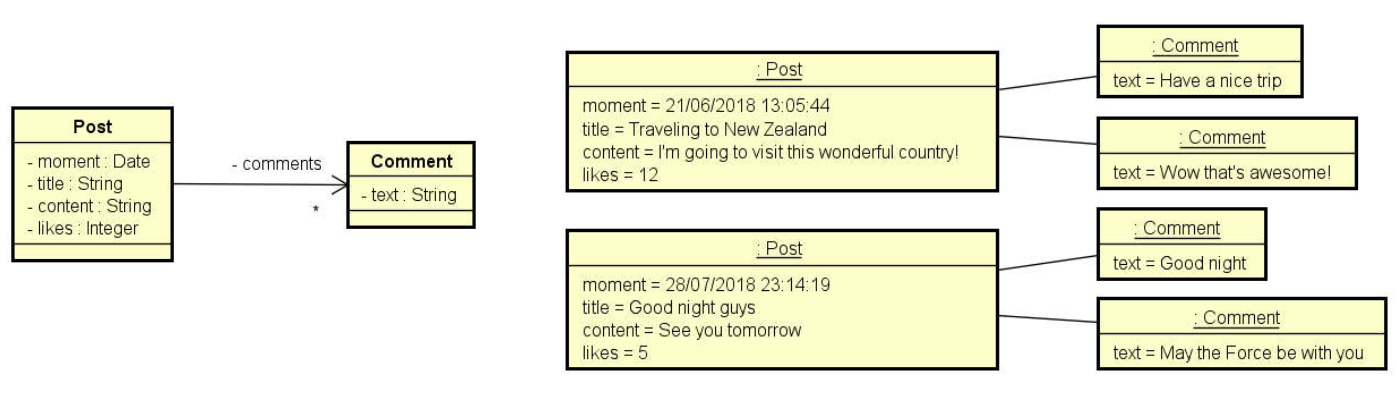 Post
- moment : Date
- title : String
- content : String
- likes : Integer
- comments
*
Comment
- text : String
: Post
moment = 21/06/2018 13:05:44
title = Traveling to New Zealand
content = I'm going to visit this wonderful country!
likes = 12
: Comment
text = Have a nice trip
: Comment
text = Wow that's awesome!
: Post
moment = 28/07/2018 23:14:19
title = Good night guys
content = See you tomorrow
likes = 5
: Comment
text = Good night
: Comment
text = May the Force be with you